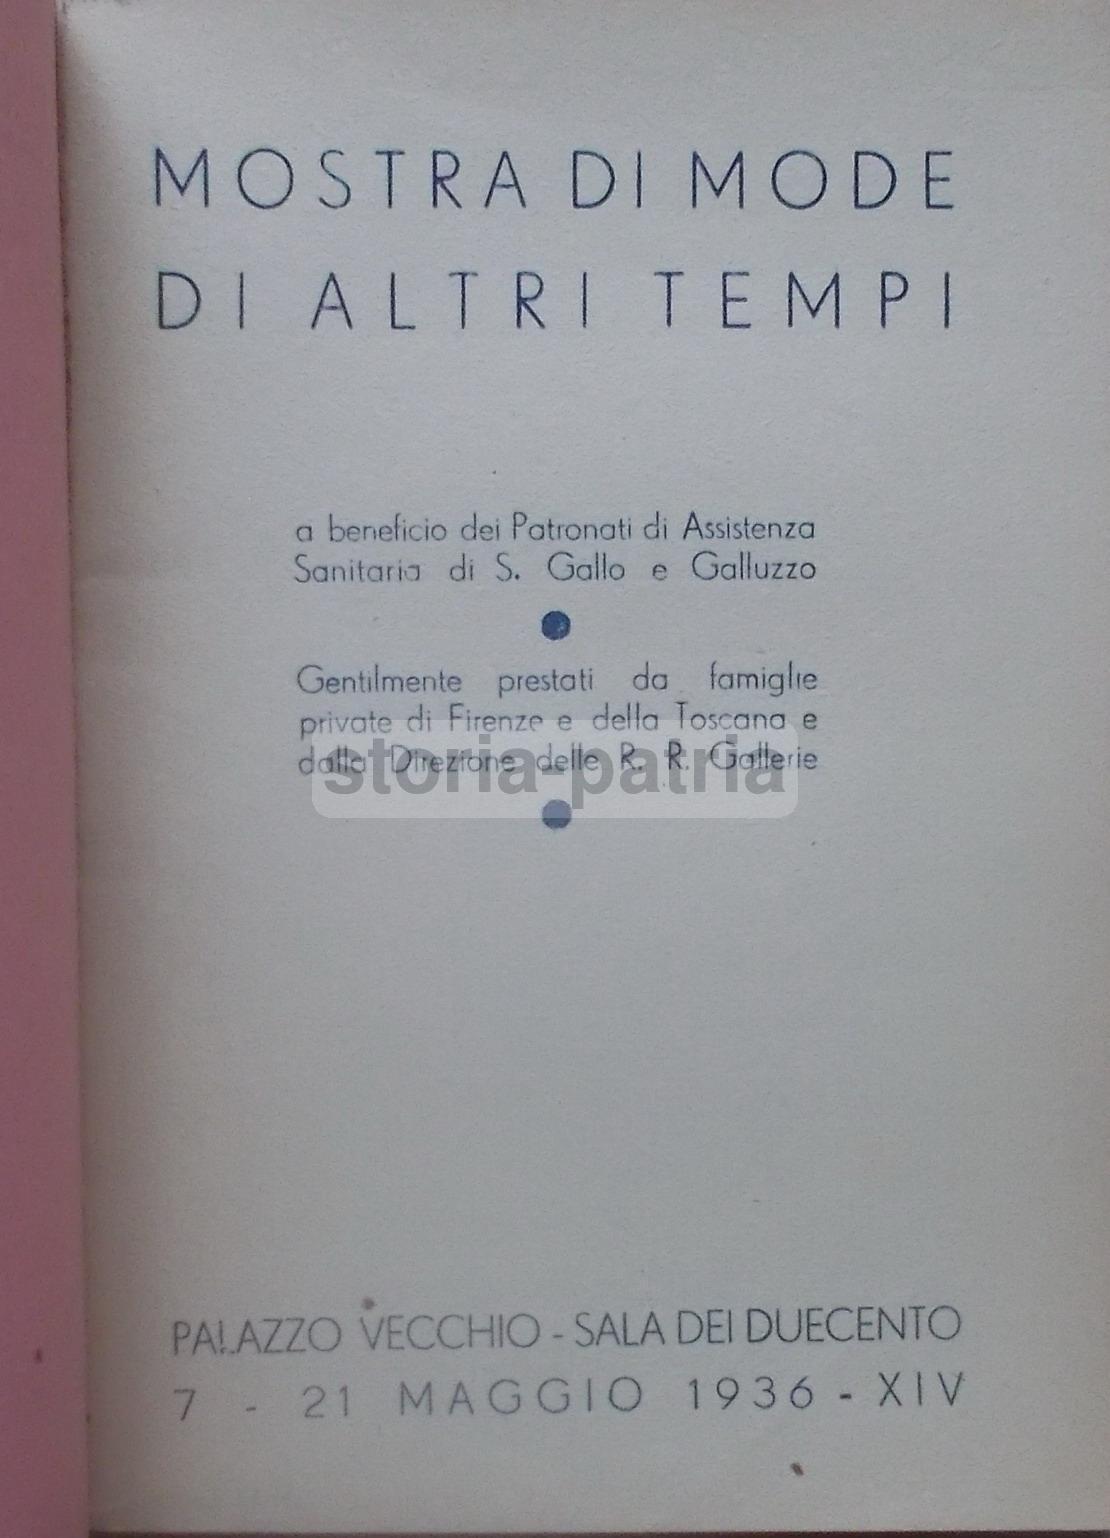 MOSTRA DI MODE
DI ALTRI TEMPI
a beneficio dei Patronati di Assistenza
Sanitaria di S. Gallo e Galluzzo
Gentilmente prestati da famiglie
private di Firenze e della Toscana e
dalla Direzione delle R. R. Gallerie
storia-patria
PALAZZO VECCHIO - SALA DEI DUECENTO
7 - 21 MAGGIO 1936 - XIV